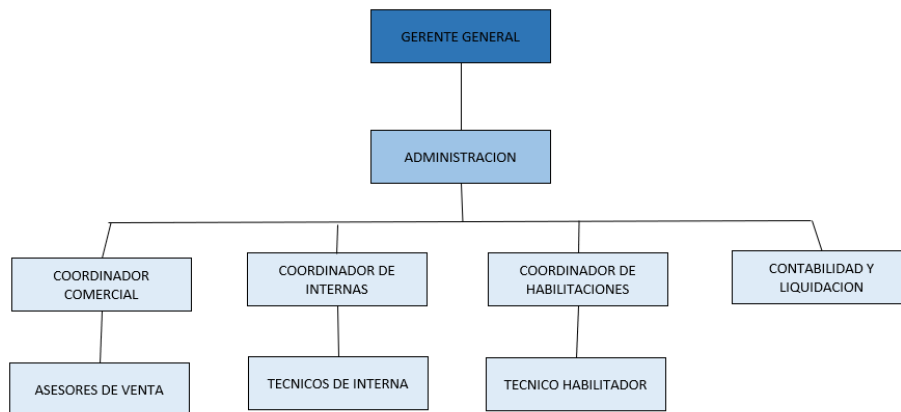 GERENTE GENERAL
ADMINISTRACION
COORDINADOR
COMERCIAL
COORDINADOR DE
INTERNAS
COORDINADOR DE
HABILITACIONES
CONTABILIDAD Y
LIQUIDACION
ASESORES DE VENTA
TECNICOS DE INTERNA
TECNICO HABILITADOR